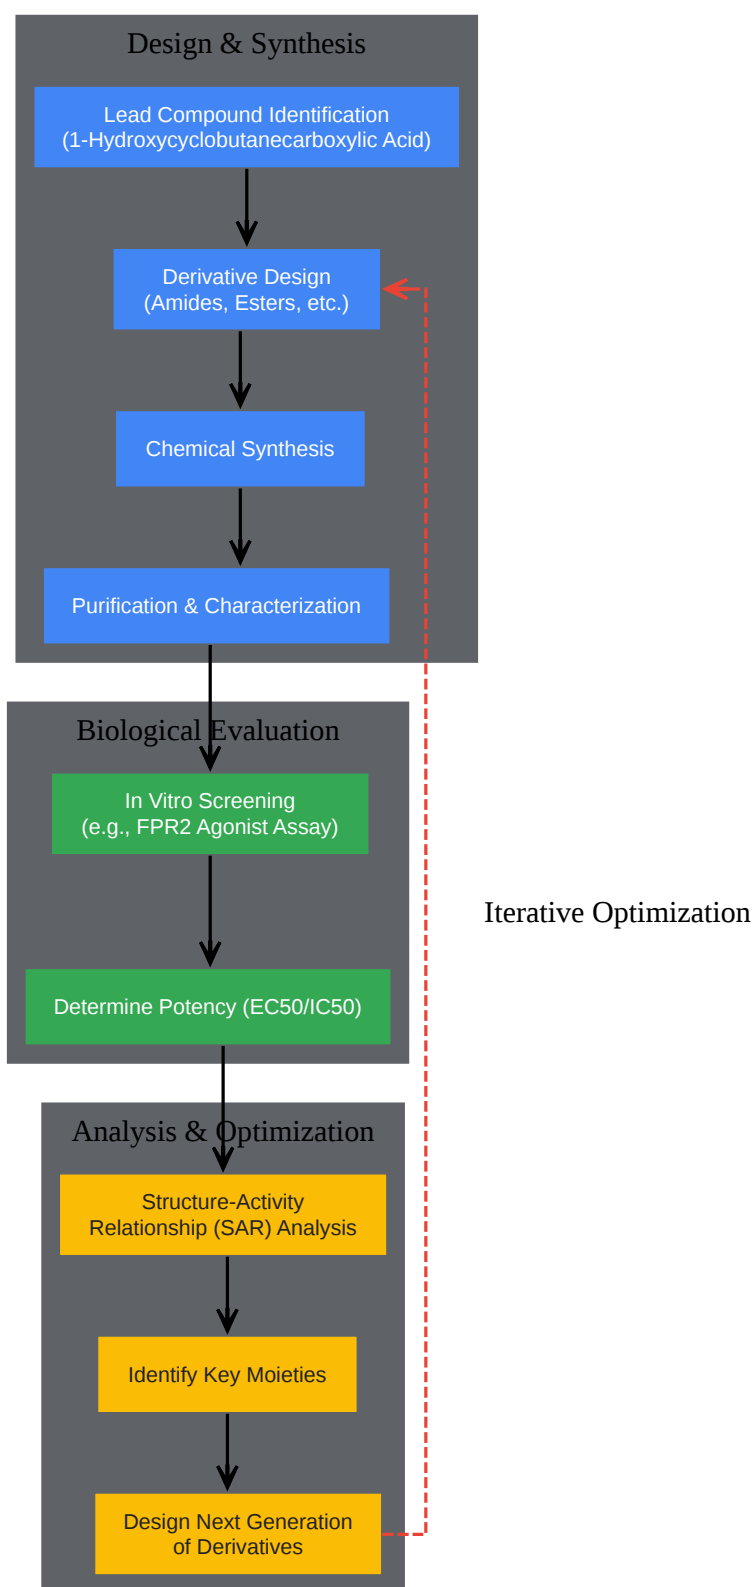 Design & Synthesis
Lead Compound Identification
(1-Hydroxycyclobutanecarboxylic Acid)
Derivative Design
(Amides, Esters, etc.)
Chemical Synthesis
Purification & Characterization
Biological Evaluation
In Vitro Screening
(e.g., FPR2 Agonist Assay)
Iterative Optimization
Determine Potency (EC50/IC50)
Analysis & Optimization
Structure-Activity
Relationship (SAR) Analysis
Identify Key Moieties
Design Next Generation
of Derivatives